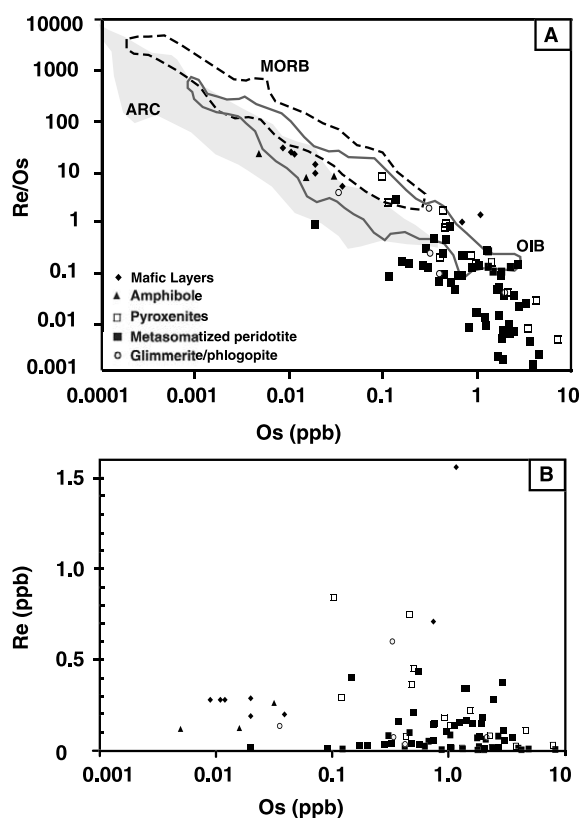 10000
A
1000
MORB
ARC
100
10
Re/Os
1
OIB
0.1
Mafic Layers
Amphibole
Pyroxenites
0.01
Metasomatized peridotite
Glimmerite/phlogopite
0.001
0.0001 0.001 0.01 0.1 1 10
Os (ppb)
1.5
B
1.0
Re (ppb)
0.5
0
0.001 0.01 0.1 1.0 10
Os (ppb)